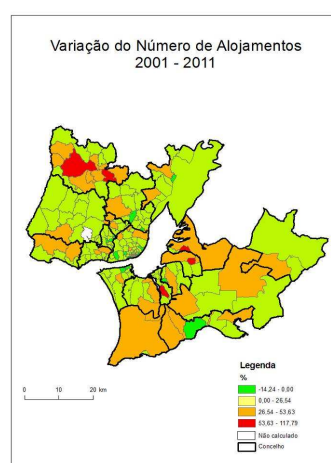 Variação do Número de Alojamentos
2001 - 2011
Legenda
%
-14,24 - 0,00
0,00 - 26,54
26,54 - 53,63
53,63 - 117,79
Não calculado
Concelho
0 10 20 km